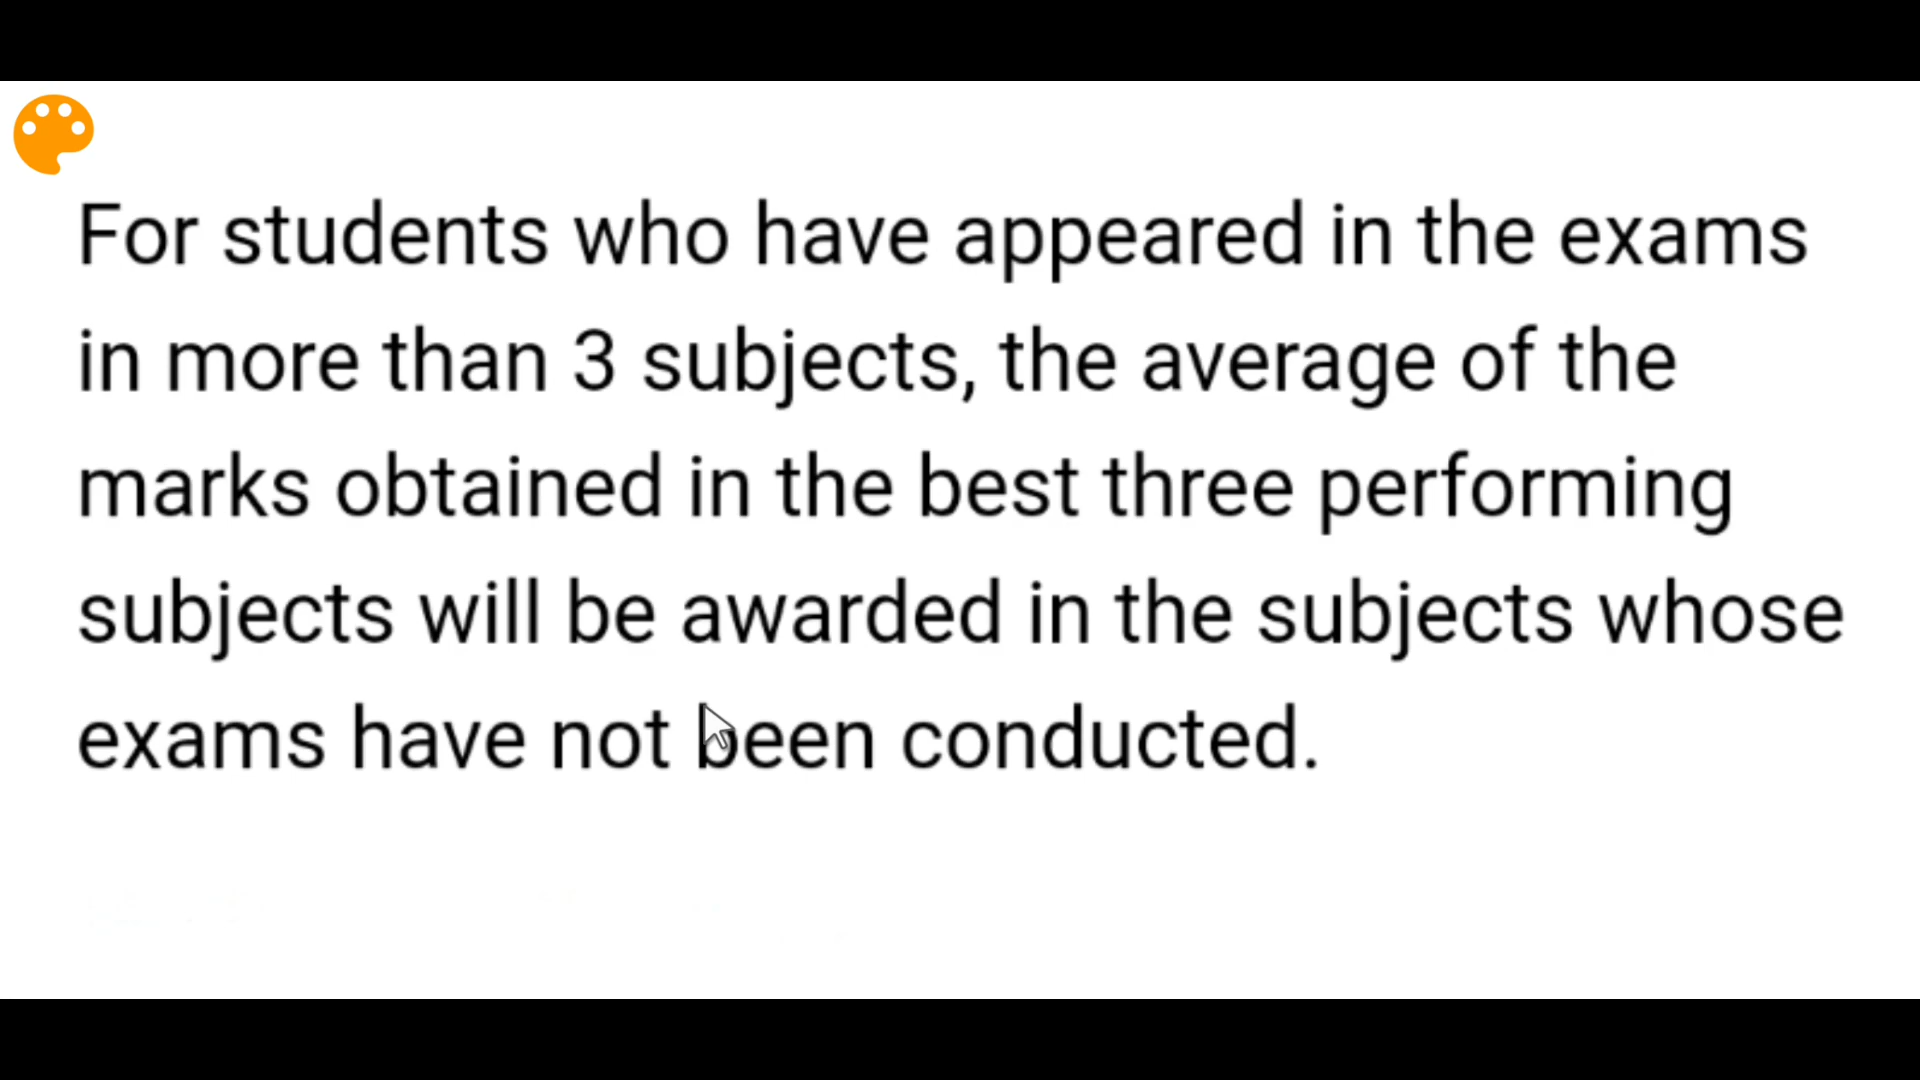 For students who have appeared in the exams
in more than 3 subjects, the average of the
marks obtained in the best three performing
subjects will be awarded in the subjects whose
exams have not been conducted.